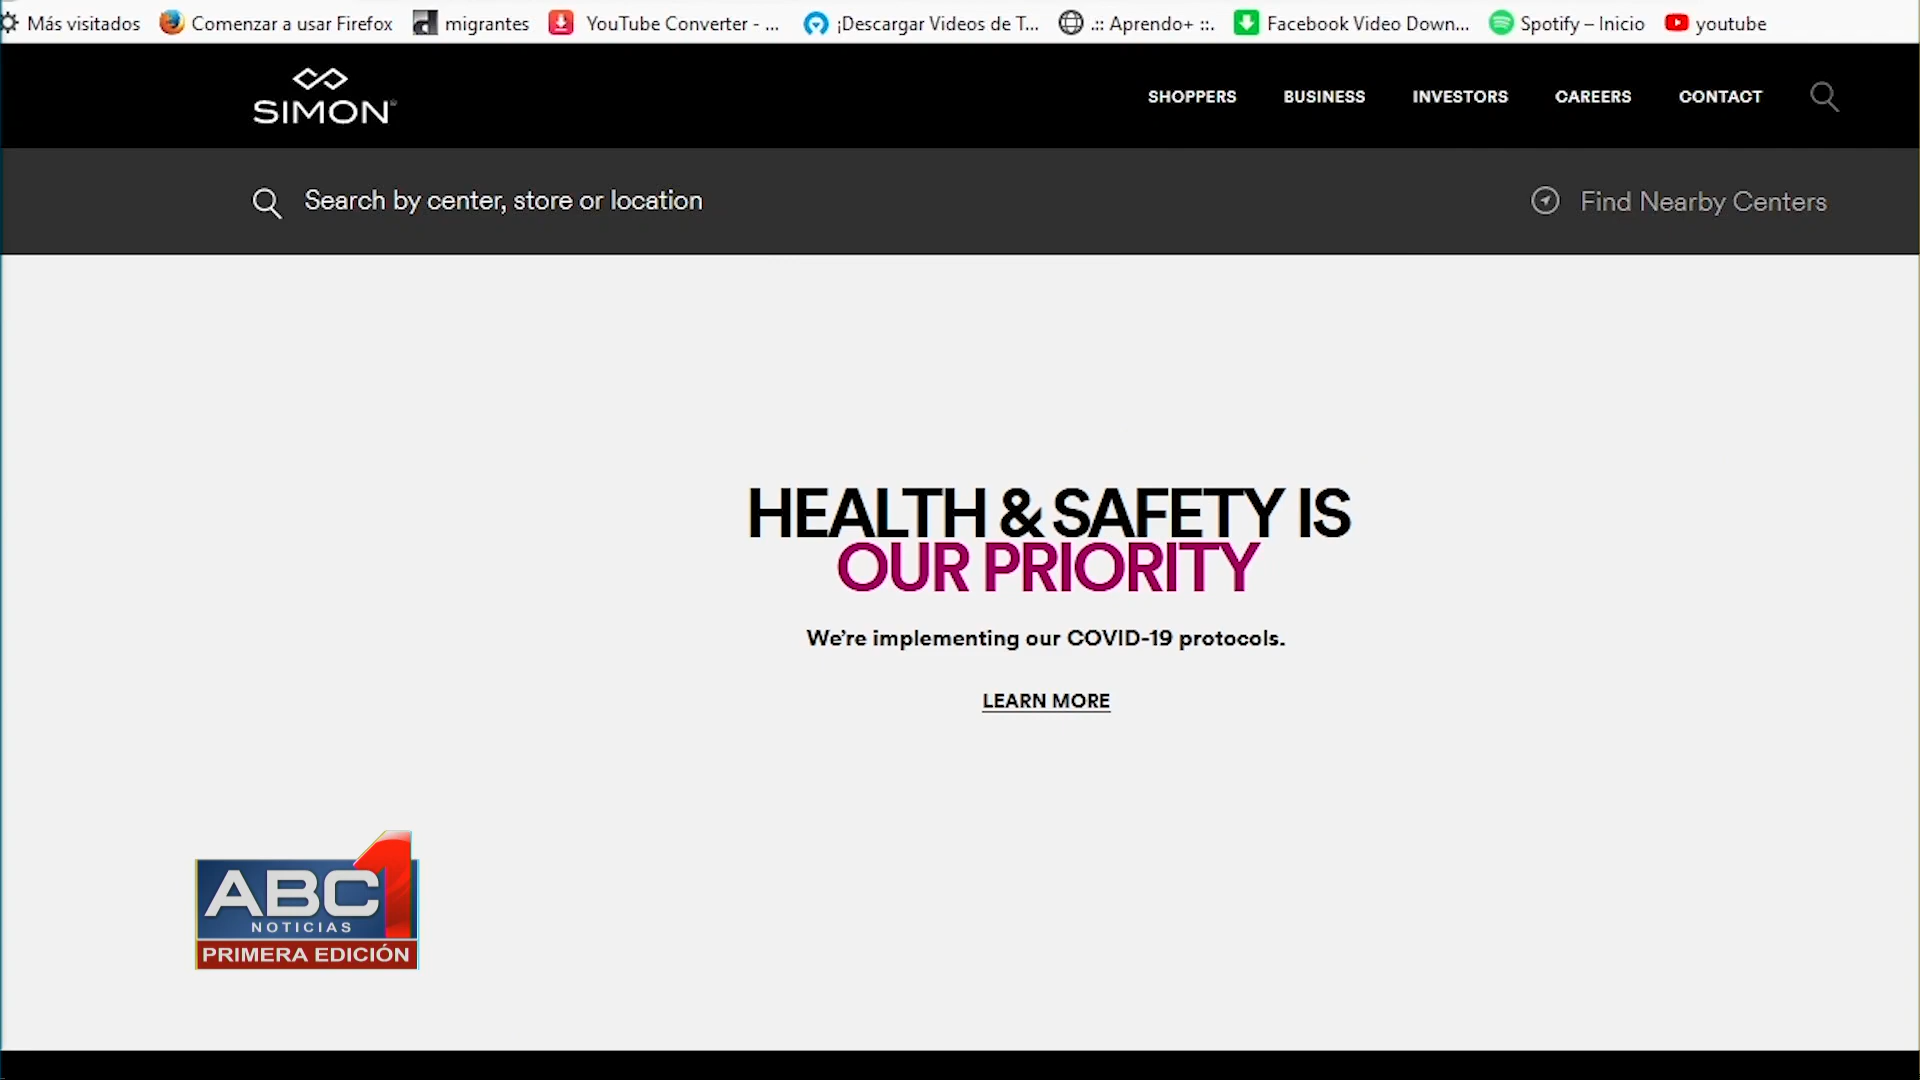 Más visitados Comenzar a usar Firefox migrantes YouTube Converter - ... ¡Descargar Videos de T... .:: Aprendo+ ::. Facebook Video Down... Spotify – Inicio youtube
SIMON®
SHOPPERS BUSINESS INVESTORS CAREERS CONTACT
Search by center, store or location
Find Nearby Centers
HEALTH & SAFETY IS
OUR PRIORITY
We're implementing our COVID-19 protocols.
LEARN MORE
ABC1
NOTICIAS
PRIMERA EDICIÓN